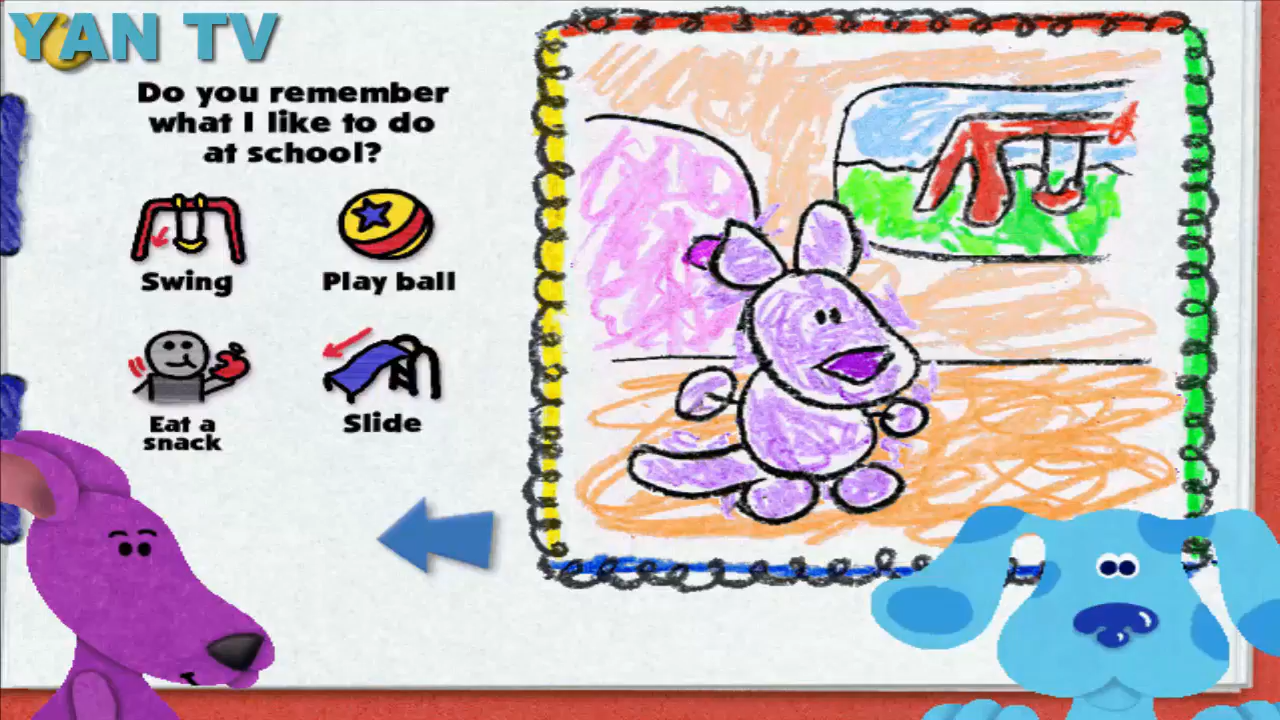 YAN TV
Do you remember
what I like to do
at school?
Swing
Play ball
Eat a
snack
Slide